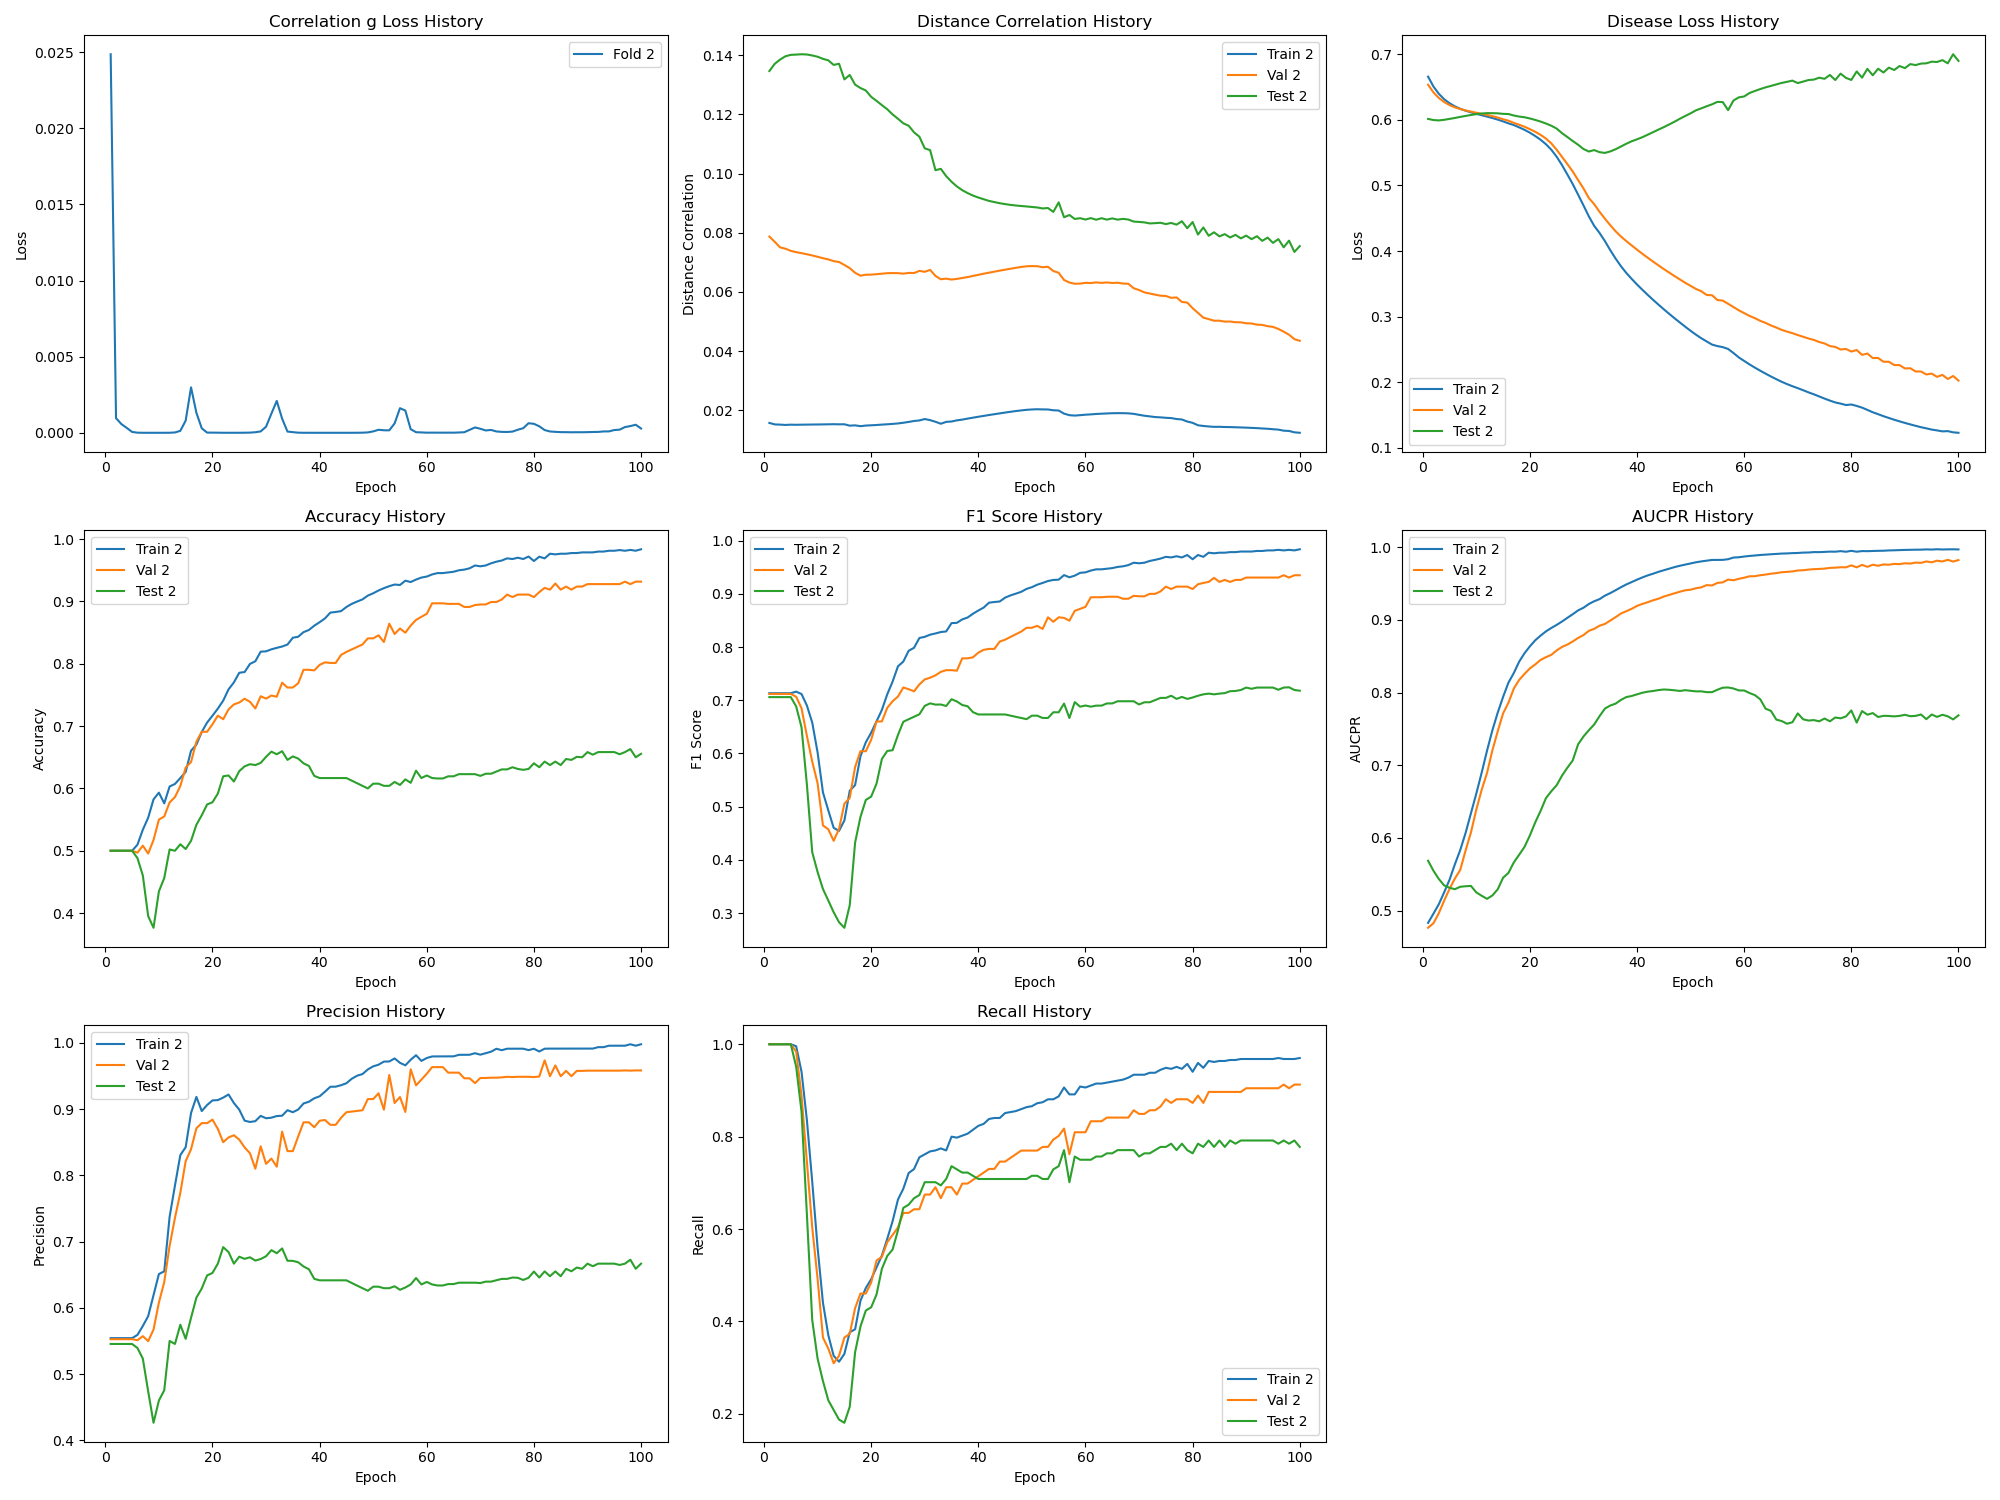 Correlation g Loss History
Loss
0.025
0.020
0.015
0.010
0.005
0.000
Fold 2
0 20 40 60 80 100
Epoch
Distance Correlation History
Distance Correlation
0.14
0.12
0.10
0.08
0.06
0.04
0.02
Train 2
Val 2
Test 2
0 20 40 60 80 100
Epoch
Disease Loss History
Loss
0.7
0.6
0.5
0.4
0.3
0.2
0.1
Train 2
Val 2
Test 2
0 20 40 60 80 100
Epoch
Accuracy History
Accuracy
1.0
0.9
0.8
0.7
0.6
0.5
0.4
Train 2
Val 2
Test 2
0 20 40 60 80 100
Epoch
F1 Score History
F1 Score
1.0
0.9
0.8
0.7
0.6
0.5
0.4
0.3
Train 2
Val 2
Test 2
0 20 40 60 80 100
Epoch
AUCPR History
AUCPR
1.0
0.9
0.8
0.7
0.6
0.5
Train 2
Val 2
Test 2
0 20 40 60 80 100
Epoch
Precision History
Precision
1.0
0.9
0.8
0.7
0.6
0.5
0.4
Train 2
Val 2
Test 2
0 20 40 60 80 100
Epoch
Recall History
Recall
1.0
0.8
0.6
0.4
0.2
Train 2
Val 2
Test 2
0 20 40 60 80 100
Epoch